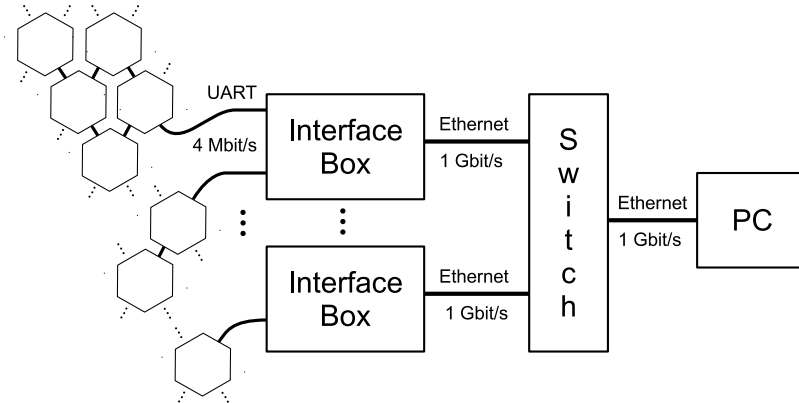 UART
4 Mbit/s
Interface
Box
Ethernet
1 Gbit/s
Interface
Box
Ethernet
1 Gbit/s
S
w
i
t
c
h
Ethernet
1 Gbit/s
PC